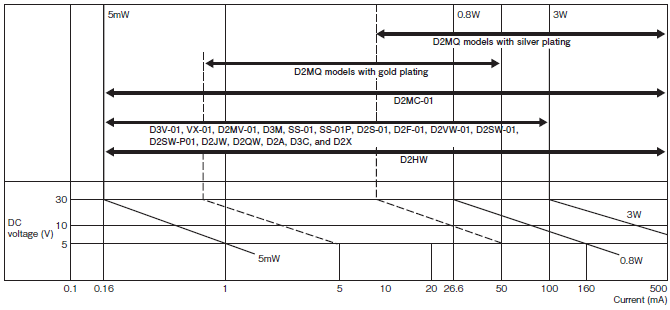 5mW
0.8W
3W
D2MQ models with silver plating
D2MQ models with gold plating
D2MC-01
D3V-01, VX-01, D2MV-01, D3M, SS-01, SS-01P, D2S-01, D2F-01, D2VW-01, D2SW-01,
D2SW-P01, D2JW, D2QW, D2A, D3C, and D2X
D2HW
30
3W
DC
voltage (V)
10
5
5mW
0.8W
0.1
0.16
1
5
10
20
26.6
50
100
160
500
Current (mA)